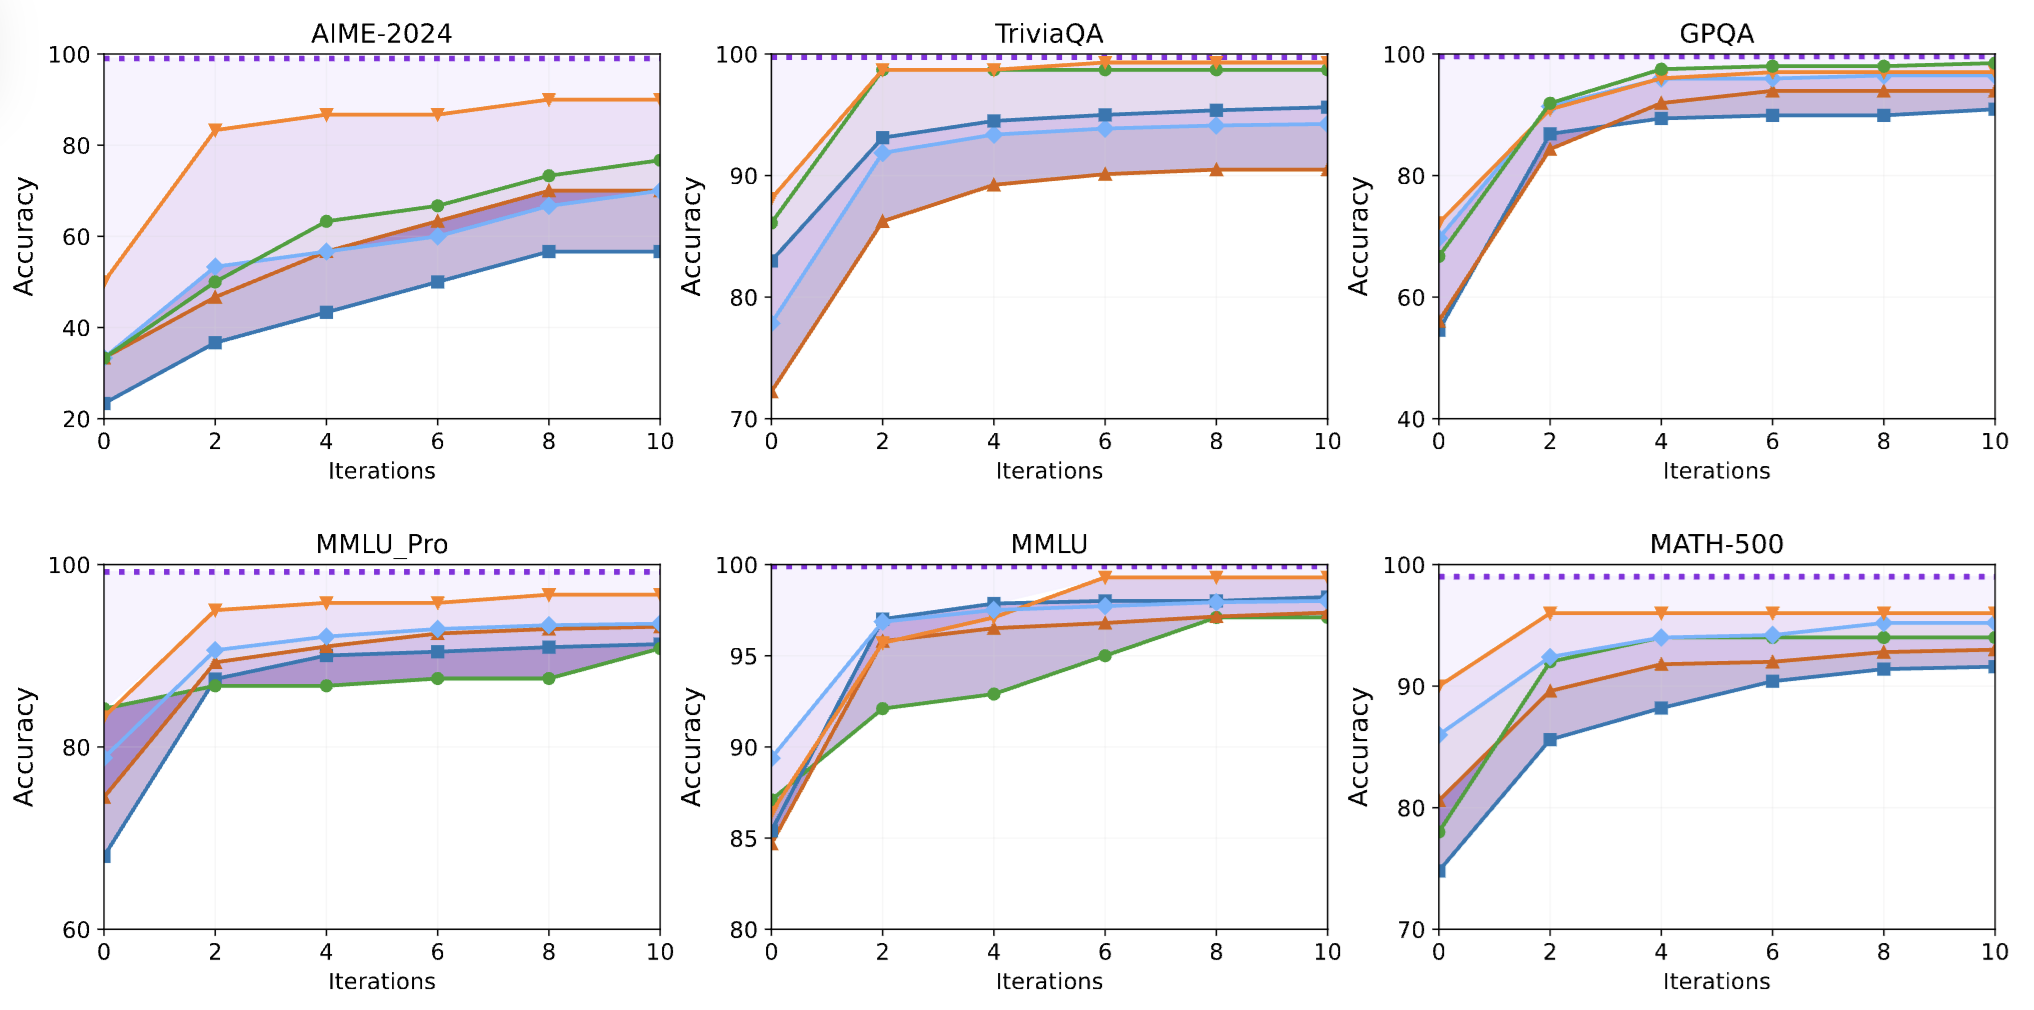 AIME-2024
100
80
60
40
20
Accuracy
0 2 4 6 8 10
Iterations
TriviaQA
100
90
80
70
Accuracy
0 2 4 6 8 10
Iterations
GPQA
100
80
60
40
Accuracy
0 2 4 6 8 10
Iterations
MMLU_Pro
100
80
60
Accuracy
0 2 4 6 8 10
Iterations
MMLU
100
95
90
85
80
Accuracy
0 2 4 6 8 10
Iterations
MATH-500
100
90
80
70
Accuracy
0 2 4 6 8 10
Iterations